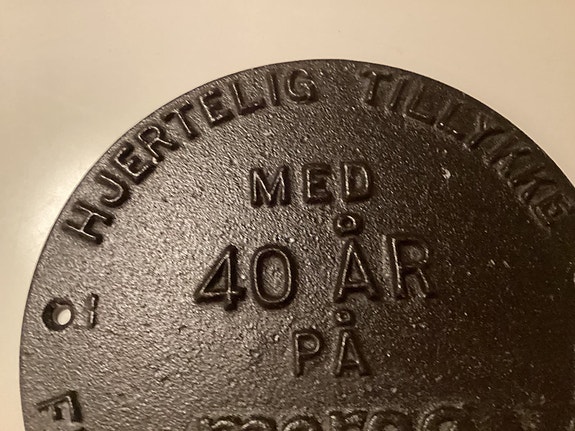 HJERTELIG TILLYKKE
MED
40 ÅR
PÅ